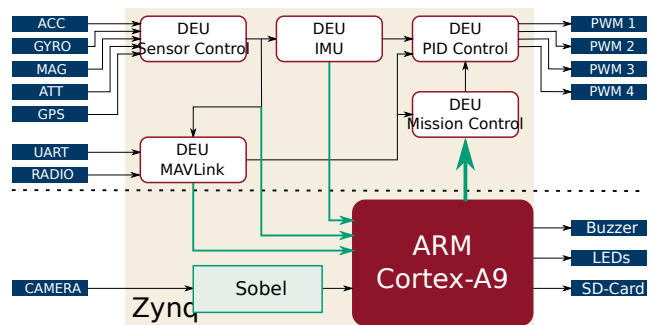 ACC
GYRO
MAG
ATT
GPS
UART
RADIO
CAMERA
DEU
Sensor Control
DEU
IMU
DEU
PID Control
DEU
Mission Control
DEU
MAVLink
PWM 1
PWM 2
PWM 3
PWM 4
ARM
Cortex-A9
Sobel
Zynq
Buzzer
LEDs
SD-Card